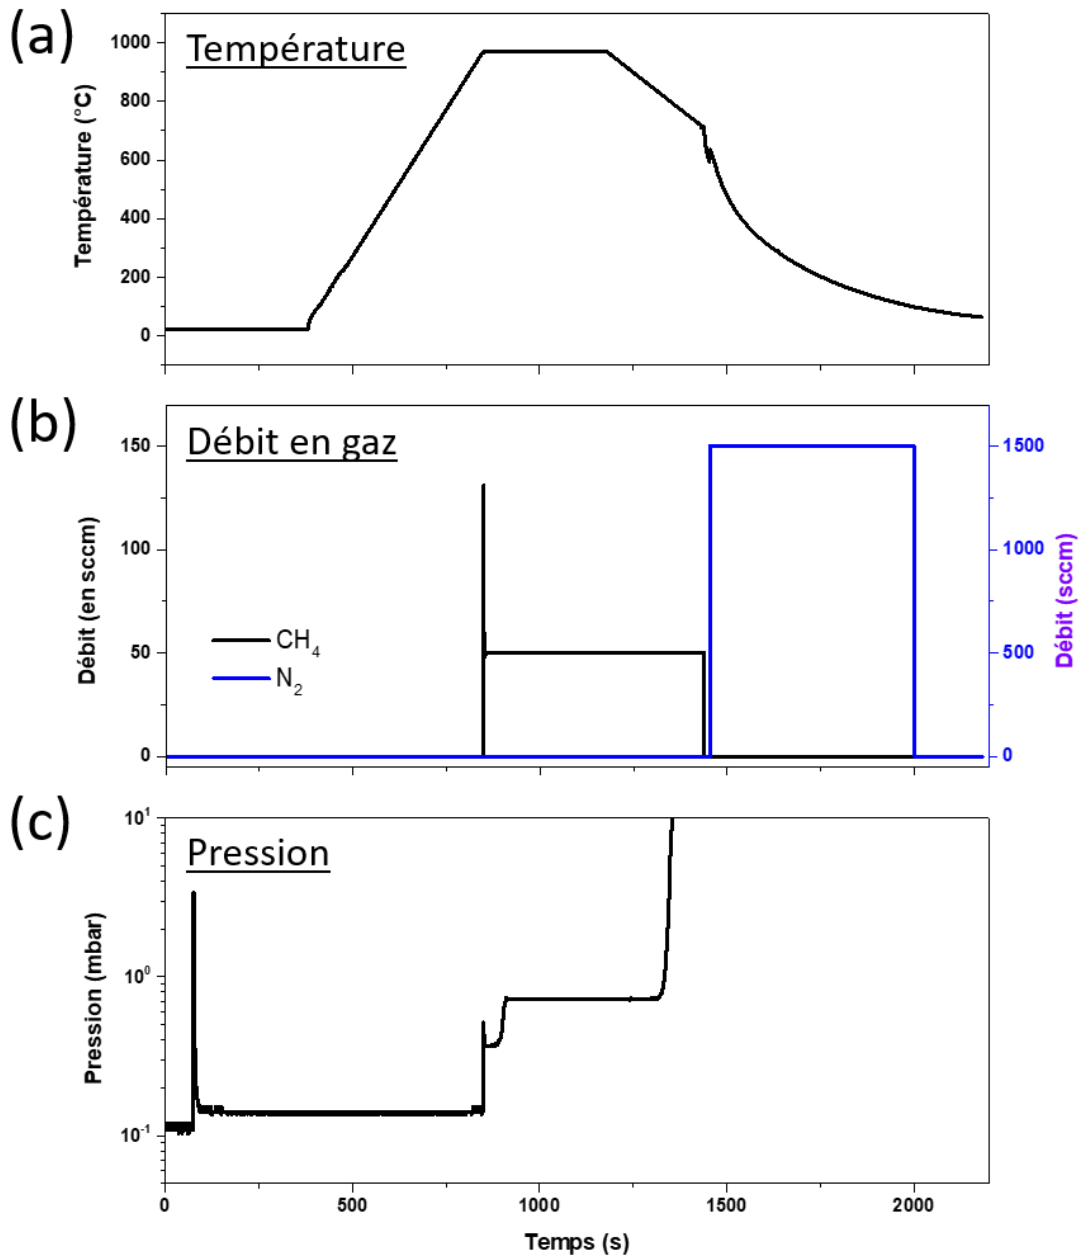 (a)
Température
Température (°C)
1000
800
600
400
200
0
(b)
Débit en gaz
Débit (en sccm)
150
100
50
0
CH₄
N₂
1500
1000
500
0
Débit (sccm)
(c)
Pression
Pression (mbar)
10¹
10⁰
10⁻¹
0 500 1000 1500 2000
Temps (s)